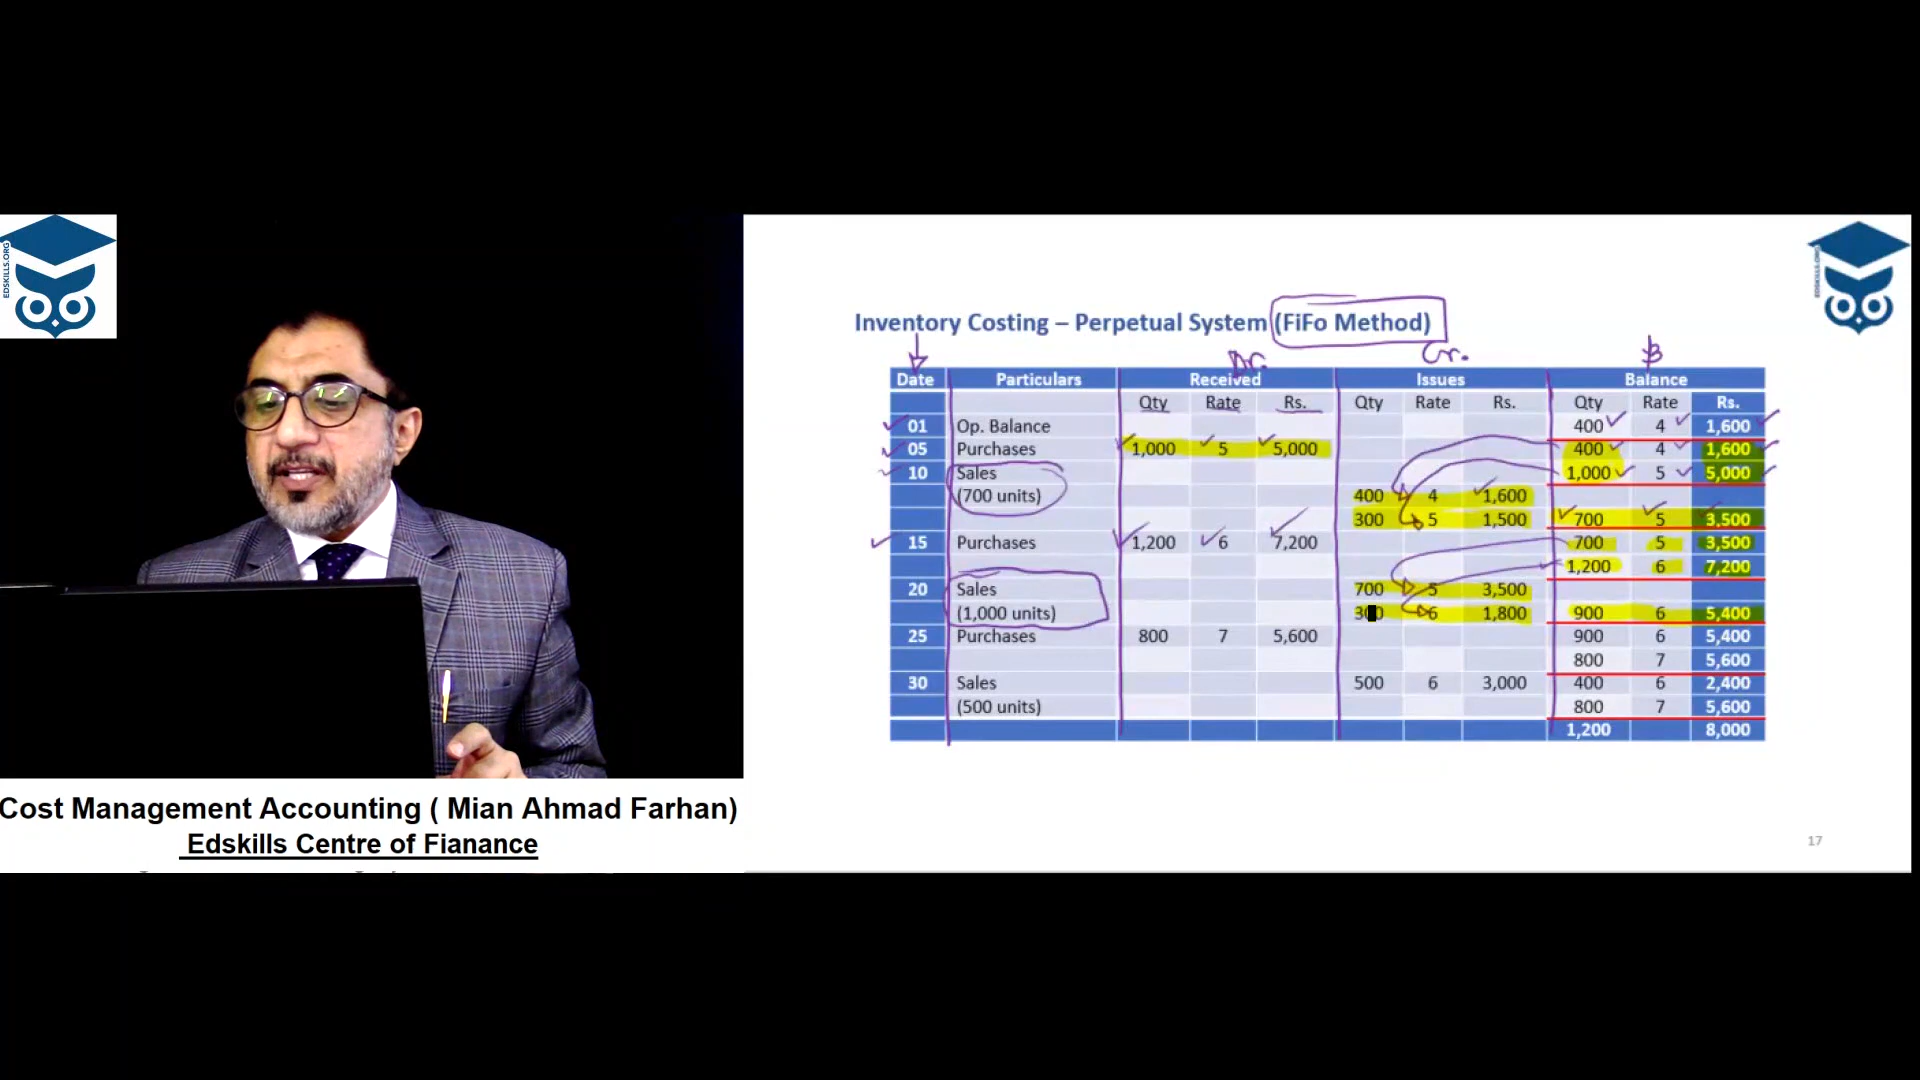 EDSKILLS.ORG
Inventory Costing – Perpetual System (FiFo Method)
Dr. Cr. B
Date Particulars Received Issues Balance
Qty Rate Rs. Qty Rate Rs. Qty Rate Rs.
01 Op. Balance 400 4 1,600
05 Purchases 1,000 5 5,000 400 4 1,600
10 Sales 1,000 5 5,000
(700 units) 400 4 1,600
300 5 1,500 700 5 3,500
15 Purchases 1,200 6 7,200 700 5 3,500
1,200 6 7,200
20 Sales 700 5 3,500
(1,000 units) 300 6 1,800 900 6 5,400
25 Purchases 800 7 5,600 900 6 5,400
800 7 5,600
30 Sales 500 6 3,000 400 6 2,400
(500 units) 800 7 5,600
1,200 8,000
17
Cost Management Accounting ( Mian Ahmad Farhan)
Edskills Centre of Fianance